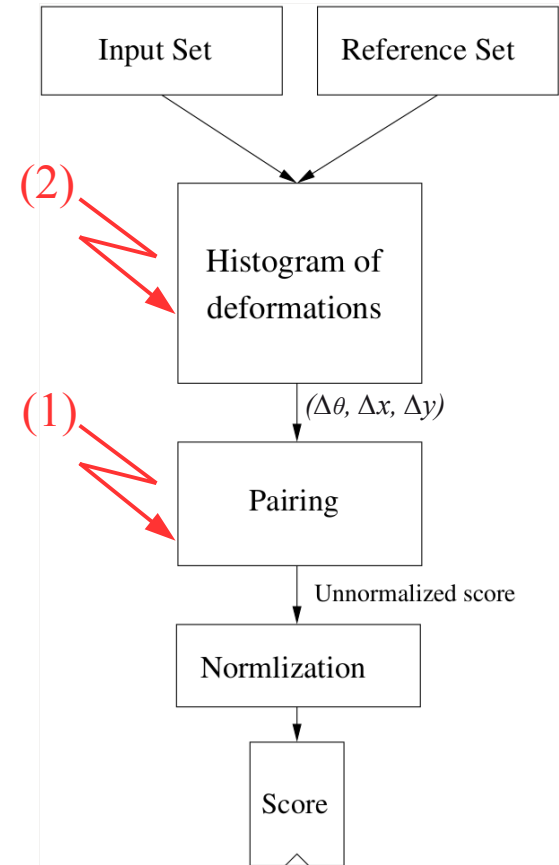 Input Set
Reference Set
(2)
Histogram of
deformations
(Δθ, Δx, Δy)
(1)
Pairing
Unnormalized score
Normlization
Score